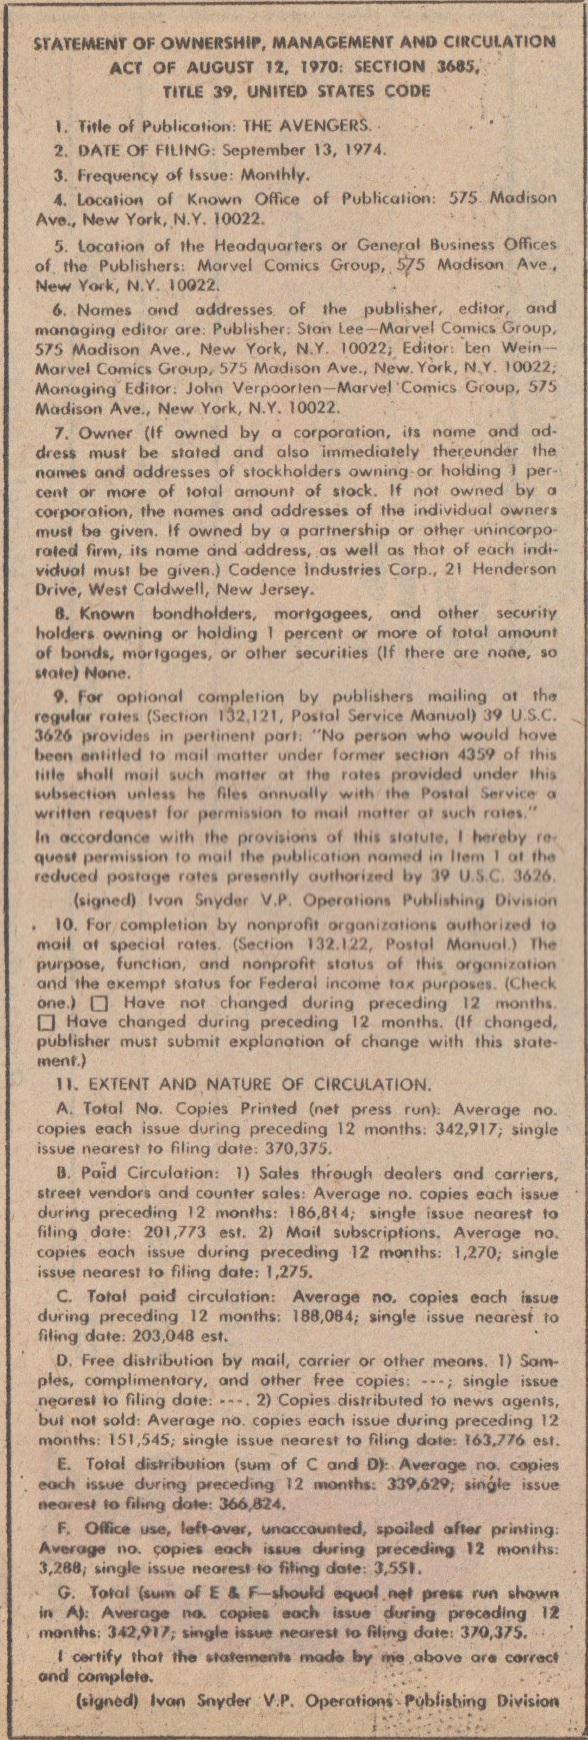 STATEMENT OF OWNERSHIP, MANAGEMENT AND CIRCULATION
ACT OF AUGUST 12, 1970: SECTION 3685,
TITLE 39, UNITED STATES CODE
1. Title of Publication: THE AVENGERS.
2. DATE OF FILING: September 13, 1974.
3. Frequency of Issue: Monthly.
4. Location of Known Office of Publication: 575 Madison
Ave., New York, N.Y. 10022.
5. Location of the Headquarters or General Business Offices
of the Publishers: Marvel Comics Group, 575 Madison Ave.,
New York, N.Y. 10022.
6. Names and addresses of the publisher, editor, and
managing editor are: Publisher: Stan Lee—Marvel Comics Group,
575 Madison Ave., New York, N.Y. 10022; Editor: Len Wein—
Marvel Comics Group, 575 Madison Ave., New York, N.Y. 10022;
Managing Editor: John Verpoorten—Marvel Comics Group, 575
Madison Ave., New York, N.Y. 10022.
7. Owner (If owned by a corporation, its name and ad-
dress must be stated and also immediately thereunder the
names and addresses of stockholders owning or holding 1 per-
cent or more of total amount of stock. If not owned by a
corporation, the names and addresses of the individual owners
must be given. If owned by a partnership or other unincorpo-
rated firm, its name and address, as well as that of each indi-
vidual must be given.) Cadence Industries Corp., 21 Henderson
Drive, West Caldwell, New Jersey.
8. Known bondholders, mortgagees, and other security
holders owning or holding 1 percent or more of total amount
of bonds, mortgages, or other securities (If there are none, so
state) None.
9. For optional completion by publishers mailing at the
regular rates (Section 132,121, Postal Service Manual) 39 U.S.C.
3626 provides in pertinent part: "No person who would have
been entitled to mail matter under former section 4359 of this
title shall mail such matter at the rates provided under this
subsection unless he files annually with the Postal Service a
written request for permission to mail matter at such rates."
In accordance with the provisions of this statute, I hereby re-
quest permission to mail the publication named in Item 1 at the
reduced postage rates presently authorized by 39 U.S.C. 3626.
(signed) Ivan Snyder V.P. Operations Publishing Division
10. For completion by nonprofit organizations authorized to
mail at special rates. (Section 132.122, Postal Manual.) The
purpose, function, and nonprofit status of this organization
and the exempt status for Federal income tax purposes. (Check
one.) ☐ Have not changed during preceding 12 months.
☐ Have changed during preceding 12 months. (If changed,
publisher must submit explanation of change with this state-
ment.)
11. EXTENT AND NATURE OF CIRCULATION.
A. Total No. Copies Printed (net press run): Average no.
copies each issue during preceding 12 months: 342,917; single
issue nearest to filing date: 370,375.
B. Paid Circulation: 1) Sales through dealers and carriers,
street vendors and counter sales: Average no. copies each issue
during preceding 12 months: 186,814; single issue nearest to
filing date: 201,773 est. 2) Mail subscriptions. Average no.
copies each issue during preceding 12 months: 1,270; single
issue nearest to filing date: 1,275.
C. Total paid circulation: Average no. copies each issue
during preceding 12 months: 188,084; single issue nearest to
filing date: 203,048 est.
D. Free distribution by mail, carrier or other means. 1) Sam-
ples, complimentary, and other free copies: ---; single issue
nearest to filing date: ---. 2) Copies distributed to news agents,
but not sold: Average no. copies each issue during preceding 12
months: 151,545; single issue nearest to filing date: 163,776 est.
E. Total distribution (sum of C and D): Average no. copies
each issue during preceding 12 months: 339,629; single issue
nearest to filing date: 366,824.
F. Office use, left-over, unaccounted, spoiled after printing:
Average no. copies each issue during preceding 12 months:
3,288; single issue nearest to filing date: 3,551.
G. Total (sum of E & F—should equal net press run shown
in A): Average no. copies each issue during preceding 12
months: 342,917; single issue nearest to filing date: 370,375.
I certify that the statements made by me above are correct
and complete.
(signed) Ivan Snyder V.P. Operations Publishing Division